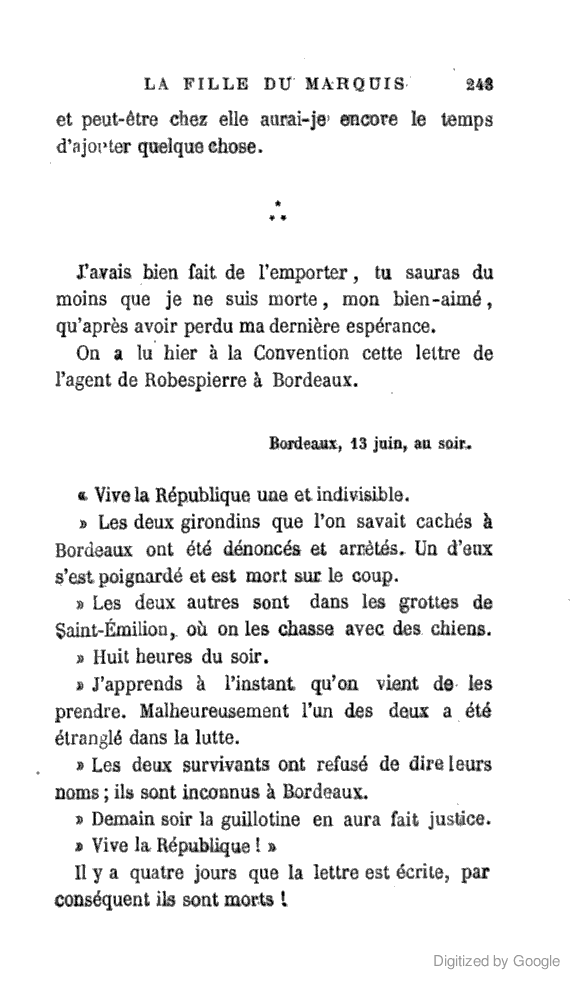 LA FILLE DU MARQUIS 243
et peut-être chez elle aurai-je encore le temps
d'ajouter quelque chose.
⁂
J'avais bien fait de l'emporter, tu sauras du
moins que je ne suis morte, mon bien-aimé,
qu'après avoir perdu ma dernière espérance.
On a lu hier à la Convention cette lettre de
l'agent de Robespierre à Bordeaux.
Bordeaux, 13 juin, au soir.
« Vive la République une et indivisible.
» Les deux girondins que l'on savait cachés à
Bordeaux ont été dénoncés et arrêtés. Un d'eux
s'est poignardé et est mort sur le coup.
» Les deux autres sont dans les grottes de
Saint-Émilion, où on les chasse avec des chiens.
» Huit heures du soir.
» J'apprends à l'instant qu'on vient de les
prendre. Malheureusement l'un des deux a été
étranglé dans la lutte.
» Les deux survivants ont refusé de dire leurs
noms ; ils sont inconnus à Bordeaux.
» Demain soir la guillotine en aura fait justice.
» Vive la République ! »
Il y a quatre jours que la lettre est écrite, par
conséquent ils sont morts !
Digitized by Google